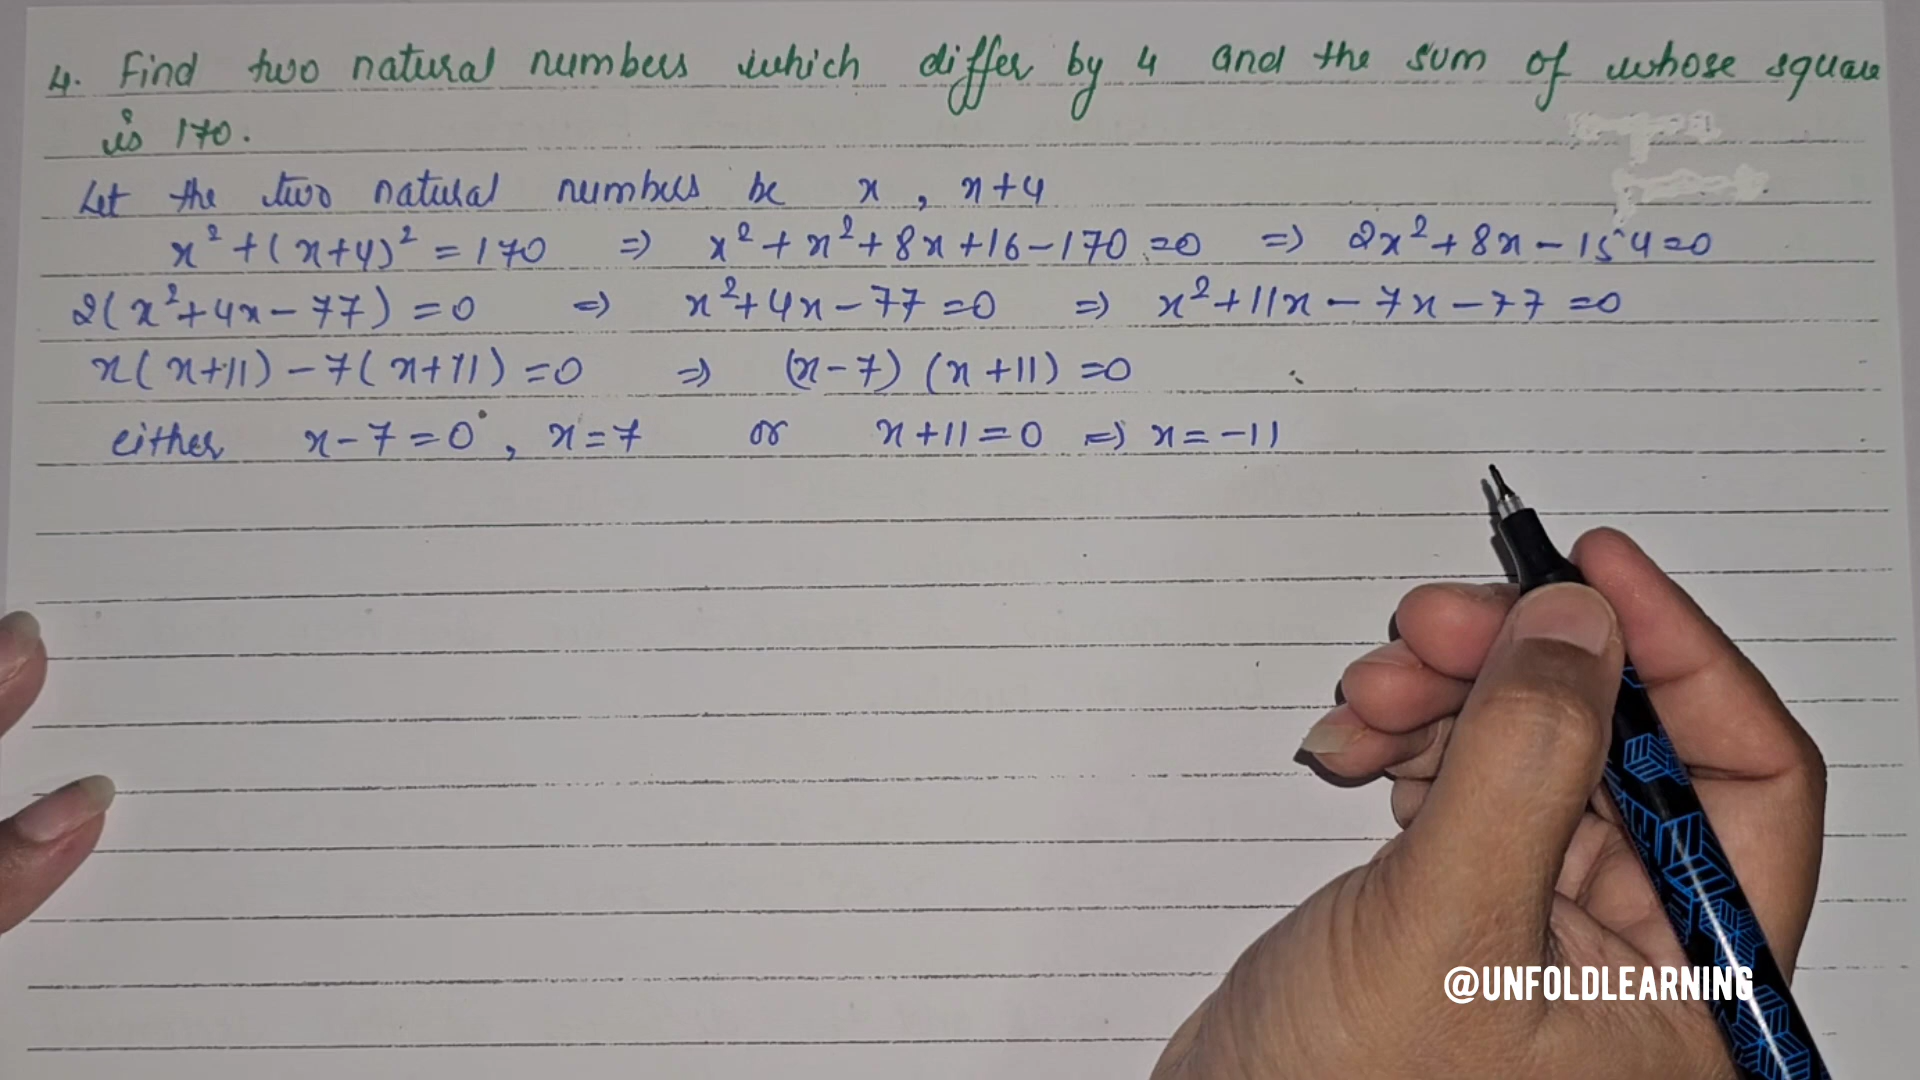 4. Find two natural numbers which differ by 4 and the sum of whose square
is 170.
Let the two natural numbers be x, x+4
x² + (x+4)² = 170 ⇒ x² + x² + 8x + 16 - 170 = 0 ⇒ 2x² + 8x - 154 = 0
2(x² + 4x - 77) = 0 ⇒ x² + 4x - 77 = 0 ⇒ x² + 11x - 7x - 77 = 0
x(x+11) - 7(x+11) = 0 ⇒ (x-7)(x+11) = 0
either x-7=0, x=7 or x+11=0 ⇒ x=-11
@UNFOLDLEARNING